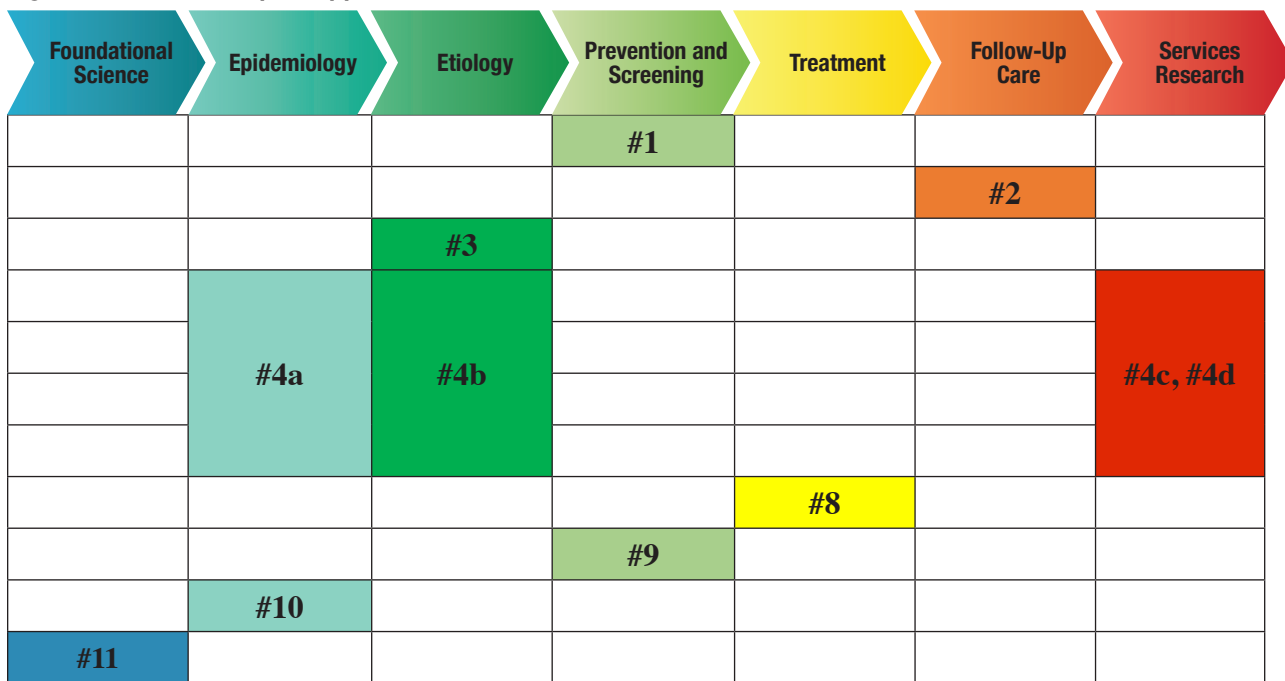 Foundational
Science
Epidemiology
Etiology
Prevention and
Screening
Treatment
Follow-Up
Care
Services
Research
#1
#2
#3
#4a
#4b
#4c, #4d
#8
#9
#10
#11